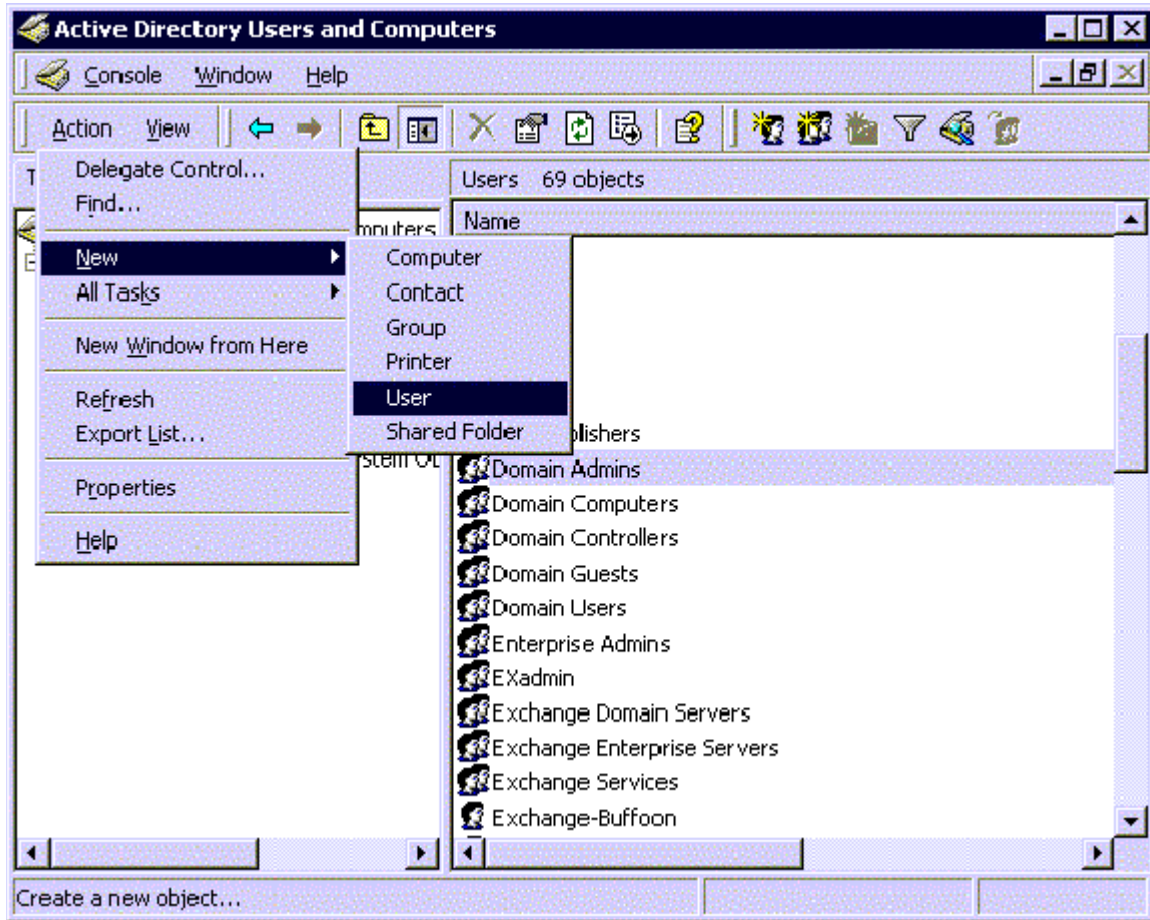 Active Directory Users and Computers
Console Window Help
Action View
Users 69 objects
Name
Delegate Control...
Find...
New
All Tasks
New Window from Here
Refresh
Export List...
Properties
Help
Computer
Contact
Group
Printer
User
Shared Folder
Domain Admins
Domain Computers
Domain Controllers
Domain Guests
Domain Users
Enterprise Admins
EXadmin
Exchange Domain Servers
Exchange Enterprise Servers
Exchange Services
Exchange-Buffoon
Create a new object...